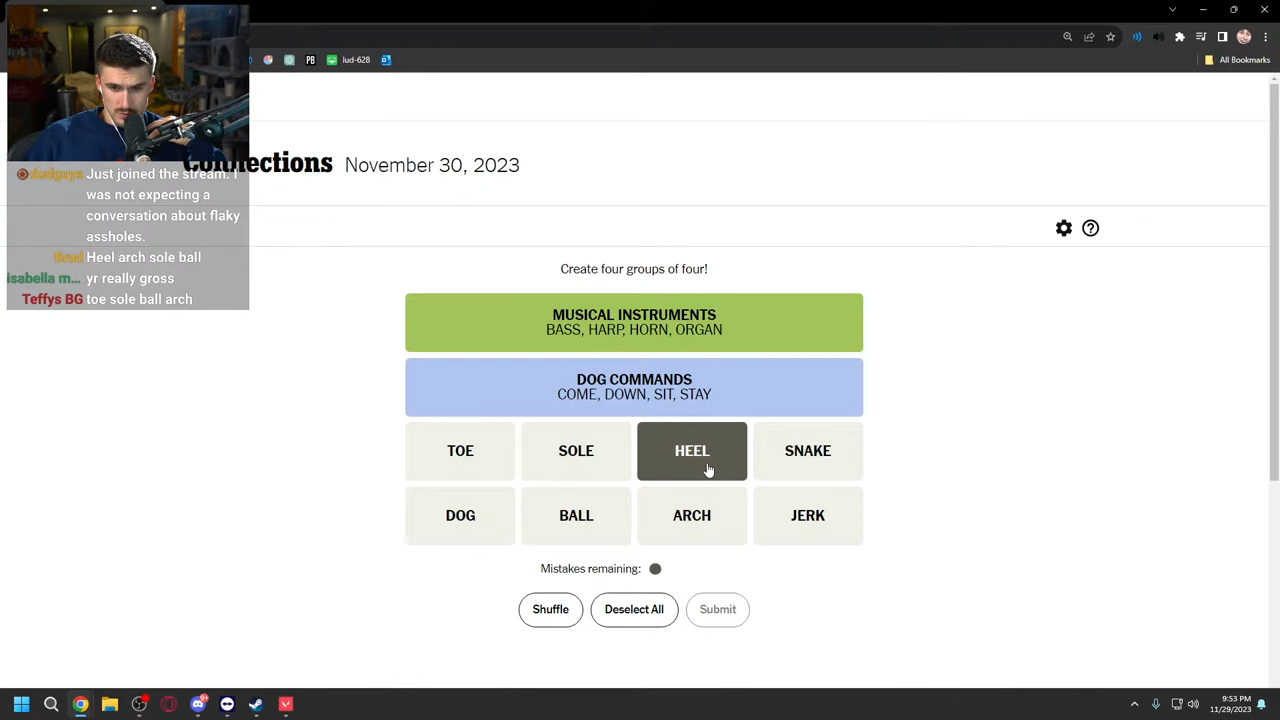 PB
lud-628
All Bookmarks
Connections November 30, 2023
dudguys Just joined the stream. I
was not expecting a
conversation about flaky
assholes.
Brad Heel arch sole ball
isabella m... yr really gross
Teffys BG toe sole ball arch
Create four groups of four!
MUSICAL INSTRUMENTS
BASS, HARP, HORN, ORGAN
DOG COMMANDS
COME, DOWN, SIT, STAY
TOE SOLE HEEL SNAKE
DOG BALL ARCH JERK
Mistakes remaining:
Shuffle Deselect All Submit
9:53 PM
11/29/2023